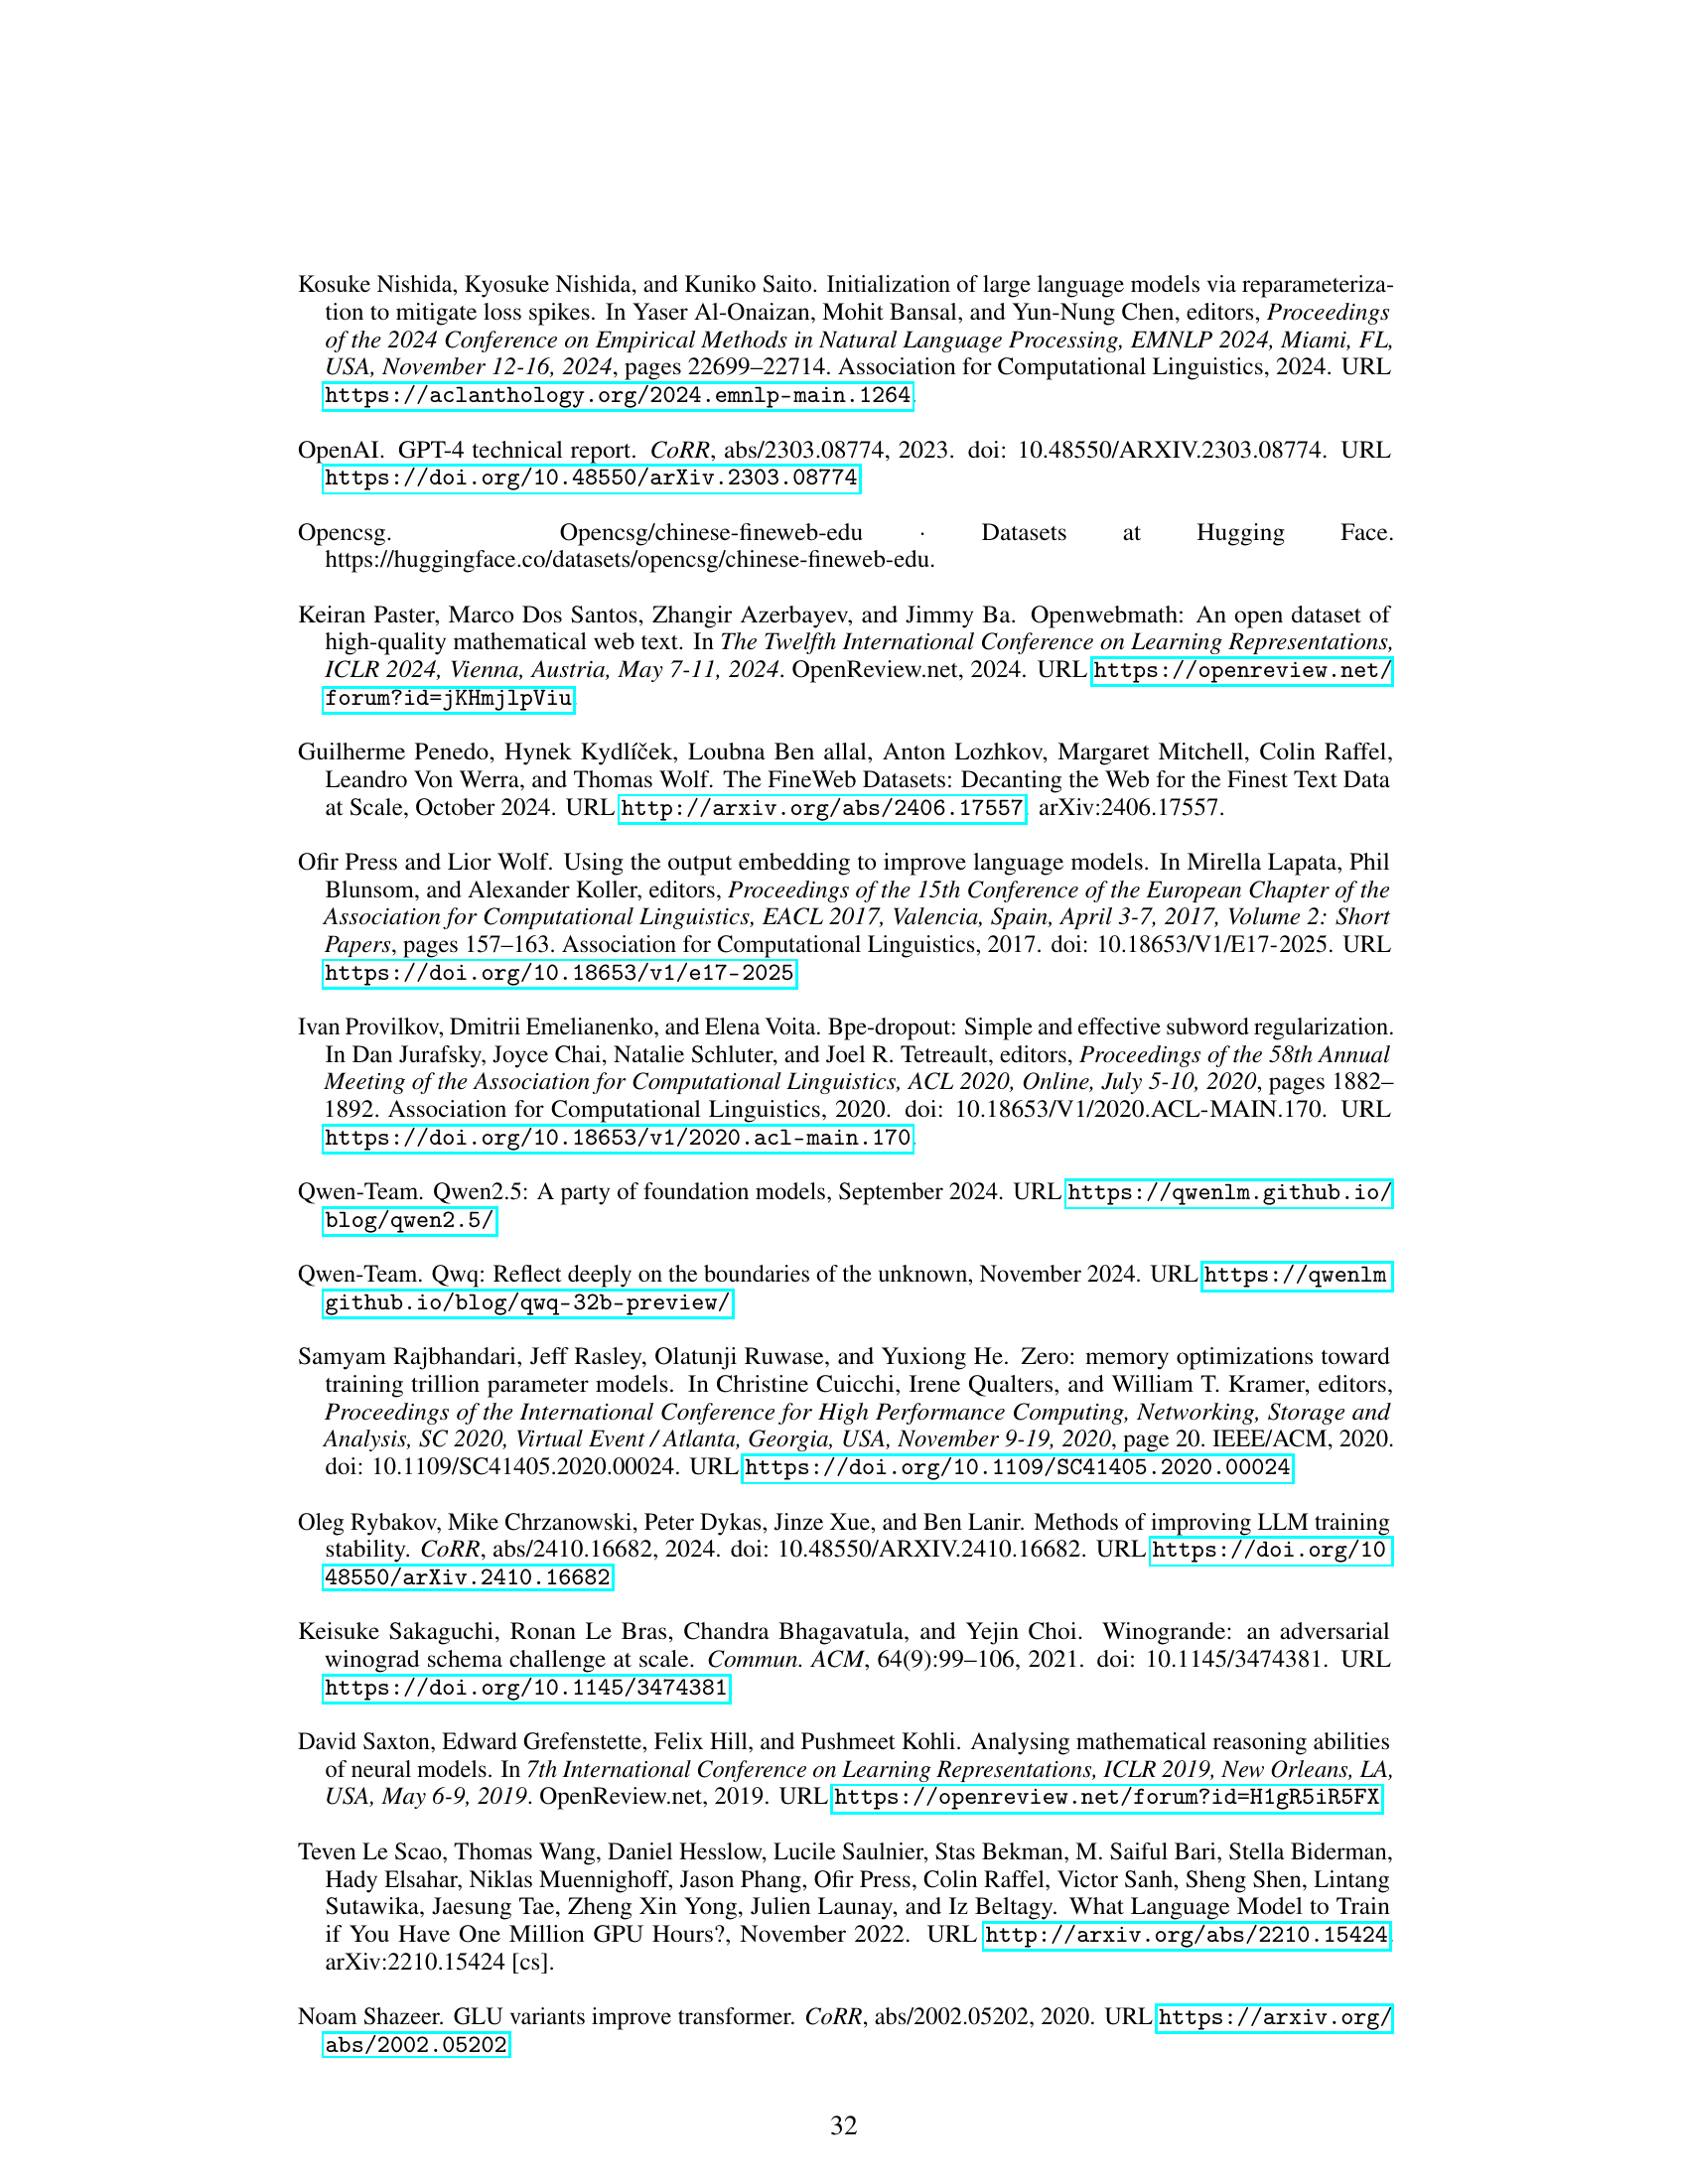 Kosuke Nishida, Kyosuke Nishida, and Kuniko Saito. Initialization of large language models via reparameteriza-
tion to mitigate loss spikes. In Yaser Al-Onaizan, Mohit Bansal, and Yun-Nung Chen, editors, Proceedings
of the 2024 Conference on Empirical Methods in Natural Language Processing, EMNLP 2024, Miami, FL,
USA, November 12-16, 2024, pages 22699–22714. Association for Computational Linguistics, 2024. URL
https://aclanthology.org/2024.emnlp-main.1264.
OpenAI. GPT-4 technical report. CoRR, abs/2303.08774, 2023. doi: 10.48550/ARXIV.2303.08774. URL
https://doi.org/10.48550/arXiv.2303.08774
Opencsg. Opencsg/chinese-fineweb-edu · Datasets at Hugging Face.
https://huggingface.co/datasets/opencsg/chinese-fineweb-edu.
Keiran Paster, Marco Dos Santos, Zhangir Azerbayev, and Jimmy Ba. Openwebmath: An open dataset of
high-quality mathematical web text. In The Twelfth International Conference on Learning Representations,
ICLR 2024, Vienna, Austria, May 7-11, 2024. OpenReview.net, 2024. URL https://openreview.net/
forum?id=jKHmjlpViu.
Guilherme Penedo, Hynek Kydlíček, Loubna Ben allal, Anton Lozhkov, Margaret Mitchell, Colin Raffel,
Leandro Von Werra, and Thomas Wolf. The FineWeb Datasets: Decanting the Web for the Finest Text Data
at Scale, October 2024. URL http://arxiv.org/abs/2406.17557. arXiv:2406.17557.
Ofir Press and Lior Wolf. Using the output embedding to improve language models. In Mirella Lapata, Phil
Blunsom, and Alexander Koller, editors, Proceedings of the 15th Conference of the European Chapter of the
Association for Computational Linguistics, EACL 2017, Valencia, Spain, April 3-7, 2017, Volume 2: Short
Papers, pages 157–163. Association for Computational Linguistics, 2017. doi: 10.18653/V1/E17-2025. URL
https://doi.org/10.18653/v1/e17-2025
Ivan Provilkov, Dmitrii Emelianenko, and Elena Voita. Bpe-dropout: Simple and effective subword regularization.
In Dan Jurafsky, Joyce Chai, Natalie Schluter, and Joel R. Tetreault, editors, Proceedings of the 58th Annual
Meeting of the Association for Computational Linguistics, ACL 2020, Online, July 5-10, 2020, pages 1882–
1892. Association for Computational Linguistics, 2020. doi: 10.18653/V1/2020.ACL-MAIN.170. URL
https://doi.org/10.18653/v1/2020.acl-main.170.
Qwen-Team. Qwen2.5: A party of foundation models, September 2024. URL https://qwenlm.github.io/
blog/qwen2.5/
Qwen-Team. Qwq: Reflect deeply on the boundaries of the unknown, November 2024. URL https://qwenlm
github.io/blog/qwq-32b-preview/
Samyam Rajbhandari, Jeff Rasley, Olatunji Ruwase, and Yuxiong He. Zero: memory optimizations toward
training trillion parameter models. In Christine Cuicchi, Irene Qualters, and William T. Kramer, editors,
Proceedings of the International Conference for High Performance Computing, Networking, Storage and
Analysis, SC 2020, Virtual Event / Atlanta, Georgia, USA, November 9-19, 2020, page 20. IEEE/ACM, 2020.
doi: 10.1109/SC41405.2020.00024. URL https://doi.org/10.1109/SC41405.2020.00024
Oleg Rybakov, Mike Chrzanowski, Peter Dykas, Jinze Xue, and Ben Lanir. Methods of improving LLM training
stability. CoRR, abs/2410.16682, 2024. doi: 10.48550/ARXIV.2410.16682. URL https://doi.org/10
48550/arXiv.2410.16682
Keisuke Sakaguchi, Ronan Le Bras, Chandra Bhagavatula, and Yejin Choi. Winogrande: an adversarial
winograd schema challenge at scale. Commun. ACM, 64(9):99–106, 2021. doi: 10.1145/3474381. URL
https://doi.org/10.1145/3474381
David Saxton, Edward Grefenstette, Felix Hill, and Pushmeet Kohli. Analysing mathematical reasoning abilities
of neural models. In 7th International Conference on Learning Representations, ICLR 2019, New Orleans, LA,
USA, May 6-9, 2019. OpenReview.net, 2019. URL https://openreview.net/forum?id=H1gR5iR5FX
Teven Le Scao, Thomas Wang, Daniel Hesslow, Lucile Saulnier, Stas Bekman, M. Saiful Bari, Stella Biderman,
Hady Elsahar, Niklas Muennighoff, Jason Phang, Ofir Press, Colin Raffel, Victor Sanh, Sheng Shen, Lintang
Sutawika, Jaesung Tae, Zheng Xin Yong, Julien Launay, and Iz Beltagy. What Language Model to Train
if You Have One Million GPU Hours?, November 2022. URL http://arxiv.org/abs/2210.15424.
arXiv:2210.15424 [cs].
Noam Shazeer. GLU variants improve transformer. CoRR, abs/2002.05202, 2020. URL https://arxiv.org/
abs/2002.05202
32